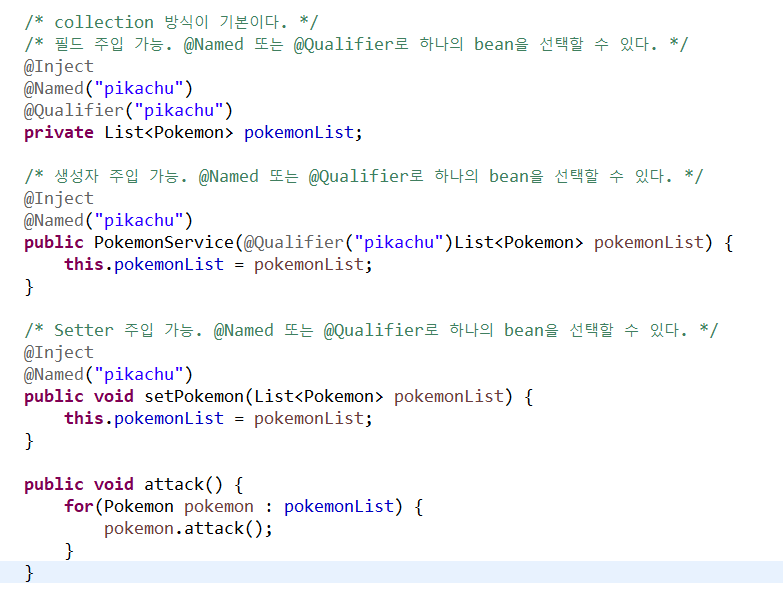 /* collection 방식이 기본이다. */
/* 필드 주입 가능. @Named 또는 @Qualifier로 하나의 bean을 선택할 수 있다. */
@Inject
@Named("pikachu")
@Qualifier("pikachu")
private List<Pokemon> pokemonList;
/* 생성자 주입 가능. @Named 또는 @Qualifier로 하나의 bean을 선택할 수 있다. */
@Inject
@Named("pikachu")
public PokemonService(@Qualifier("pikachu")List<Pokemon> pokemonList) {
this.pokemonList = pokemonList;
}
/* Setter 주입 가능. @Named 또는 @Qualifier로 하나의 bean을 선택할 수 있다. */
@Inject
@Named("pikachu")
public void setPokemon(List<Pokemon> pokemonList) {
this.pokemonList = pokemonList;
}
public void attack() {
for(Pokemon pokemon : pokemonList) {
pokemon.attack();
}
}